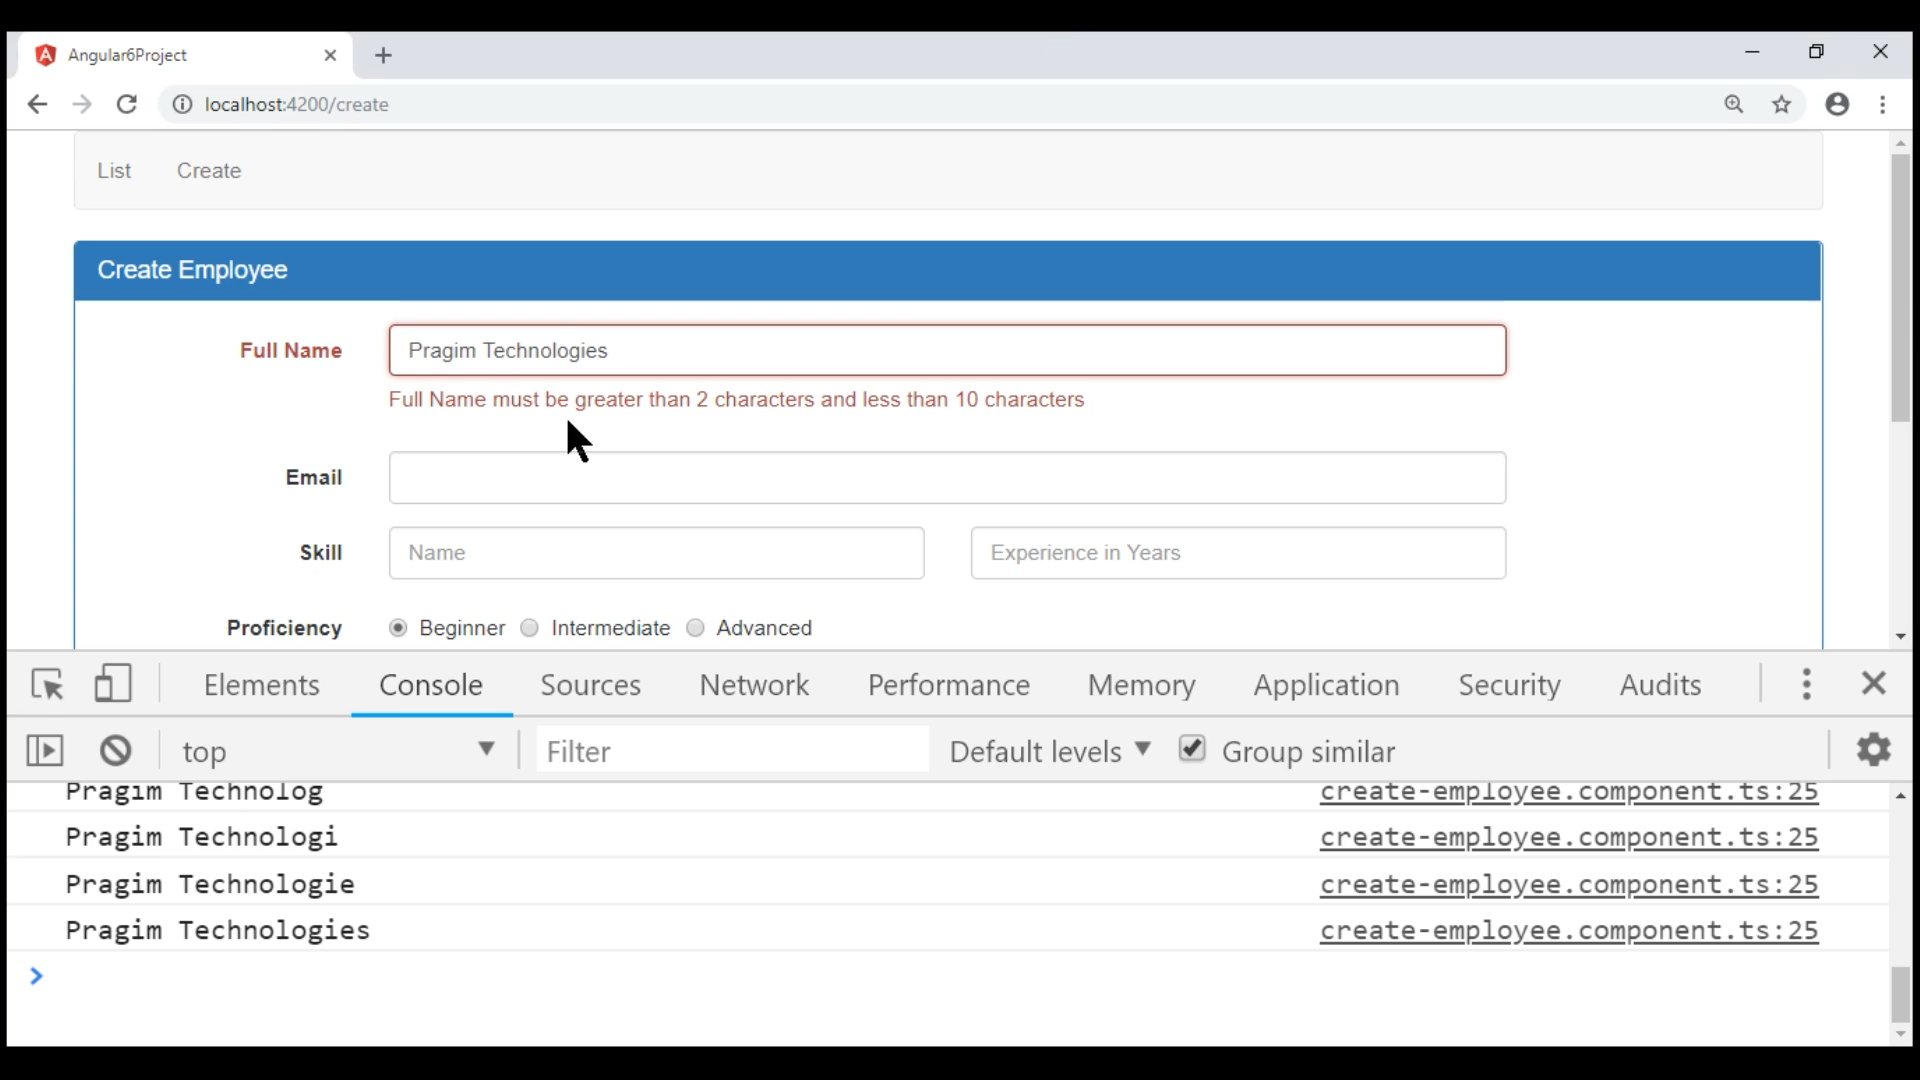 Angular6Project
localhost:4200/create
List Create
Create Employee
Full Name Pragim Technologies
Full Name must be greater than 2 characters and less than 10 characters
Email
Skill Name Experience in Years
Proficiency Beginner Intermediate Advanced
Elements Console Sources Network Performance Memory Application Security Audits
top Filter Default levels Group similar
Pragim Technolog create-employee.component.ts:25
Pragim Technologi create-employee.component.ts:25
Pragim Technologie create-employee.component.ts:25
Pragim Technologies create-employee.component.ts:25